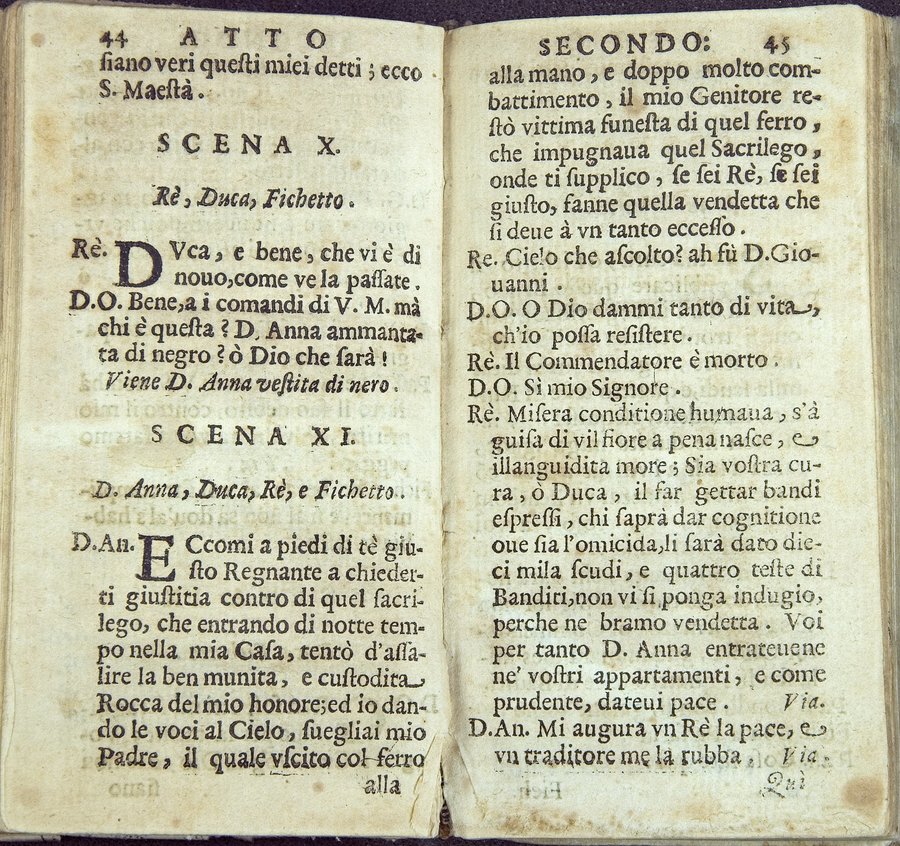 44 ATTO
ſiano veri queſti miei detti ; ecco
S. Maeſtà .
SCENA X.
Rè, Duca, Fichetto .
Rè. DVca, e bene, che vi è di
nouo,come ve la paſſate .
D.O. Bene,a i comandi di V. M. mà
chi è queſta ? D. Anna ammanta-
ta di negro ? ò Dio che ſarà !
Viene D. Anna veſtita di nero .
SCENA XI.
D. Anna, Duca, Rè, e Fichetto .
D.An. ECcomi a piedi di tè giu-
ſto Regnante a chieder-
ti giuſtitia contro di quel ſacri-
lego, che entrando di notte tem-
po nella mia Caſa, tentò d'aſſa-
lire la ben munita, e cuſtodita
Rocca del mio honore;ed io dan-
do le voci al Cielo, ſuegliai mio
Padre, il quale vſcito col ferro
alla
SECONDO: 45
alla mano, e doppo molto com-
battimento, il mio Genitore re-
ſtò vittima funeſta di quel ferro,
che impugnaua quel Sacrilego,
onde ti ſupplico, ſe ſei Rè, ſe ſei
giuſto, fanne quella vendetta che
ſi deue à vn tanto ecceſſo.
Re. Cielo che aſcolto? ah fù D.Gio-
uanni .
D.O. O Dio dammi tanto di vita,
ch'io poſſa reſiſtere.
Rè. Il Commendatore è morto .
D.O. Sì mio Signore .
Rè. Miſera conditione humana, s'à
guiſa di vil fiore a pena naſce, e
illanguidita more ; Sia voſtra cu-
ra, ò Duca, il far gettar bandi
eſpreſſi, chi ſaprà dar cognitione
oue ſia l'omicida,li ſarà dato die-
ci mila ſcudi, e quattro teſte di
Banditi,non vi ſi ponga indugio,
perche ne bramo vendetta . Voi
per tanto D. Anna entrateuene
ne' voſtri appartamenti, e come
prudente, dateui pace . Via.
D.An. Mi augura vn Rè la pace, e
vn traditore me la rubba. Via.
Quì